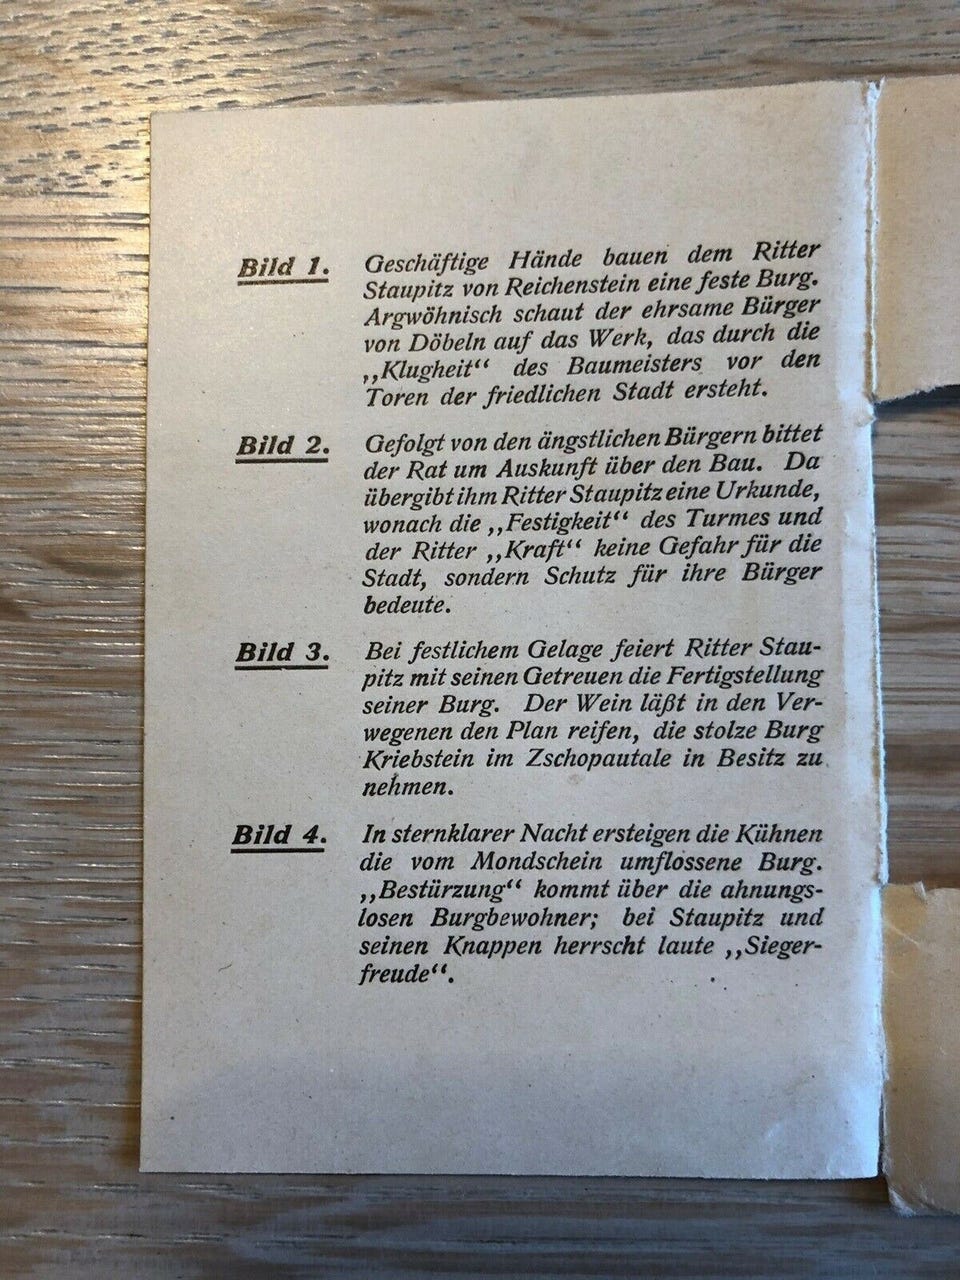 Bild 1. Geschäftige Hände bauen dem Ritter
Staupitz von Reichenstein eine feste Burg.
Argwöhnisch schaut der ehrsame Bürger
von Döbeln auf das Werk, das durch die
,,Klugheit“ des Baumeisters vor den
Toren der friedlichen Stadt ersteht.
Bild 2. Gefolgt von den ängstlichen Bürgern bittet
der Rat um Auskunft über den Bau. Da
übergibt ihm Ritter Staupitz eine Urkunde,
wonach die ,,Festigkeit“ des Turmes und
der Ritter ,,Kraft“ keine Gefahr für die
Stadt, sondern Schutz für ihre Bürger
bedeute.
Bild 3. Bei festlichem Gelage feiert Ritter Stau-
pitz mit seinen Getreuen die Fertigstellung
seiner Burg. Der Wein läßt in den Ver-
wegenen den Plan reifen, die stolze Burg
Kriebstein im Zschopautale in Besitz zu
nehmen.
Bild 4. In sternklarer Nacht ersteigen die Kühnen
die vom Mondschein umflossene Burg.
,,Bestürzung“ kommt über die ahnungs-
losen Burgbewohner; bei Staupitz und
seinen Knappen herrscht laute ,,Sieger-
freude“.